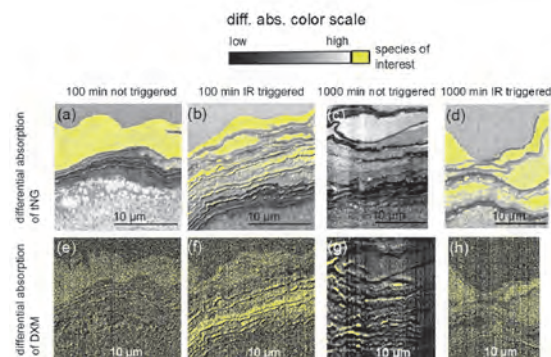 diff. abs. color scale
low high
species of
interest
100 min not triggered 100 min IR triggered 1000 min not triggered 1000 min IR triggered
differential absorption
of tNG
(a) (b) (c) (d)
10 µm 10 µm 10 µm 10 µm
differential absorption
of DXM
(e) (f) (g) (h)
10 µm 10 µm 10 µm 10 µm